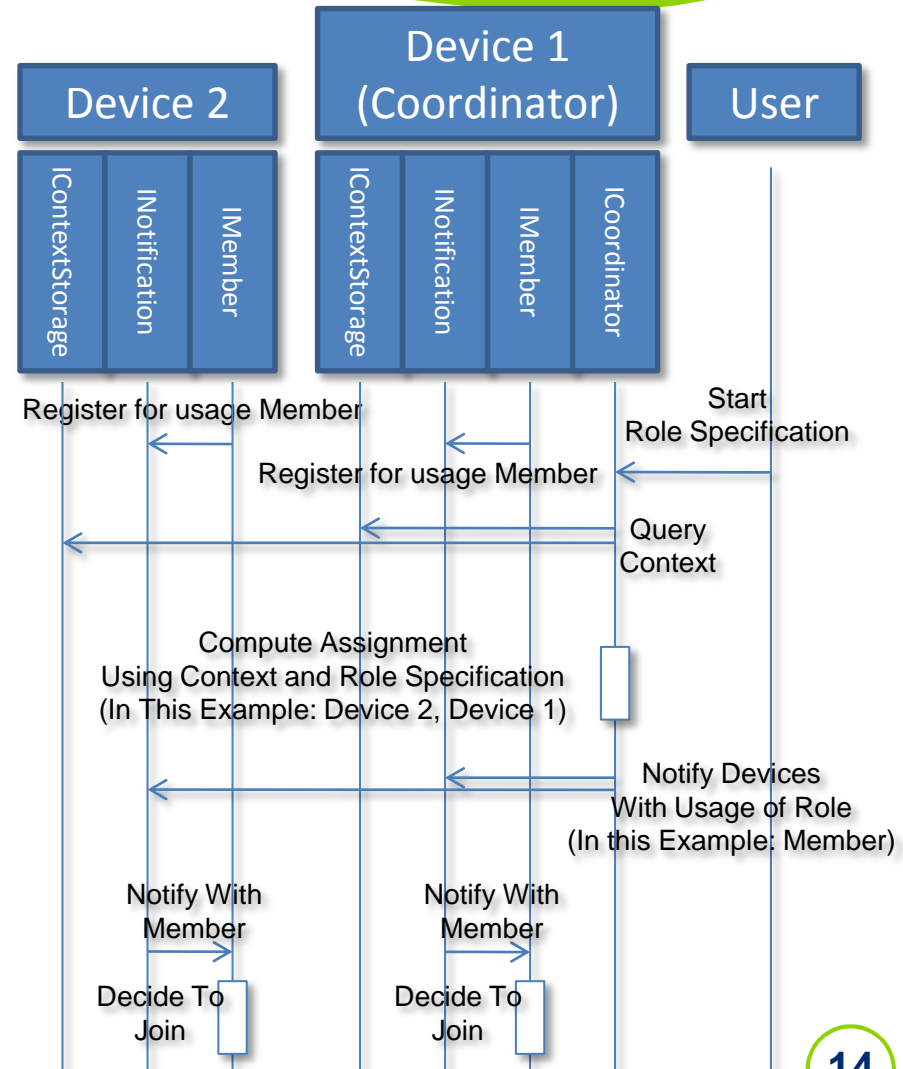 Device 2
Device 1
(Coordinator)
User
IContextStorage
INotification
IMember
IContextStorage
INotification
IMember
ICoordinator
Register for usage Member
Start
Role Specification
Register for usage Member
Query
Context
Compute Assignment
Using Context and Role Specification
(In This Example: Device 2, Device 1)
Notify Devices
With Usage of Role
(In this Example: Member)
Notify With
Member
Notify With
Member
Decide To
Join
Decide To
Join
14